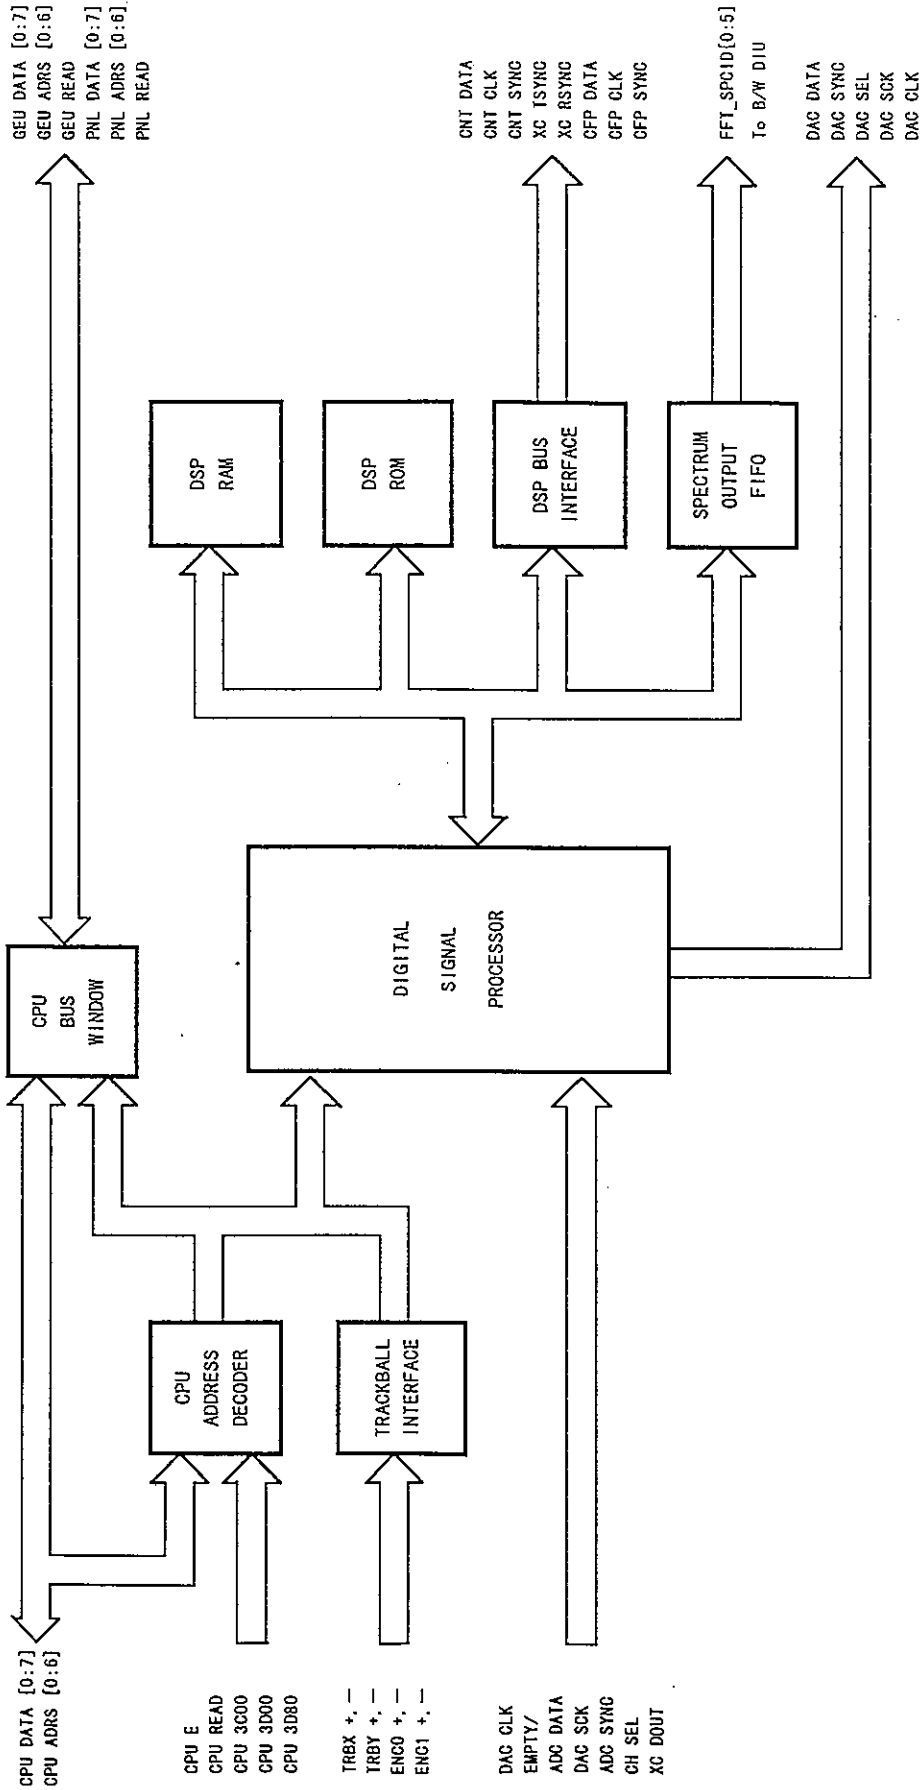 CPU DATA [0:7]
CPU ADRS [0:6]
CPU E
CPU READ
CPU 3C00
CPU 3D00
CPU 3D80
TRBX +, −
TRBY +, −
ENC0 +, −
ENC1 +, −
DAC CLK
EMPTY/
ADC DATA
DAC SCK
ADC SYNC
CH SEL
XC DOUT
CPU
ADDRESS
DECODER
TRACKBALL
INTERFACE
CPU
BUS
WINDOW
DIGITAL
SIGNAL
PROCESSOR
DSP
RAM
DSP
ROM
DSP BUS
INTERFACE
SPECTRUM
OUTPUT
FIFO
GEU DATA [0:7]
GEU ADRS [0:6]
GEU READ
PNL DATA [0:7]
PNL ADRS [0:6]
PNL READ
CNT DATA
CNT CLK
CNT SYNC
XC TSYNC
XC RSYNC
CFP DATA
CFP CLK
CFP SYNC
FFT_SPCID[0:5]
To B/W DIU
DAC DATA
DAC SYNC
DAC SEL
DAC SCK
DAC CLK